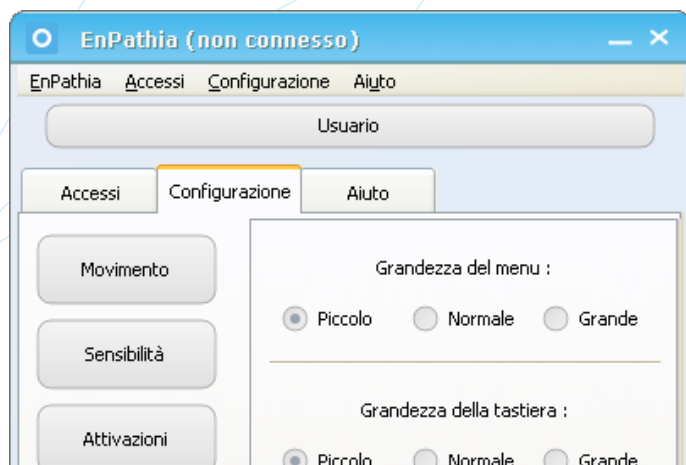 EnPathia (non connesso)
EnPathia Accessi Configurazione Aiuto
Usuario
Accessi Configurazione Aiuto
Movimento
Grandezza del menu :
Piccolo Normale Grande
Sensibilità
Grandezza della tastiera :
Attivazioni
Piccolo Normale Grande